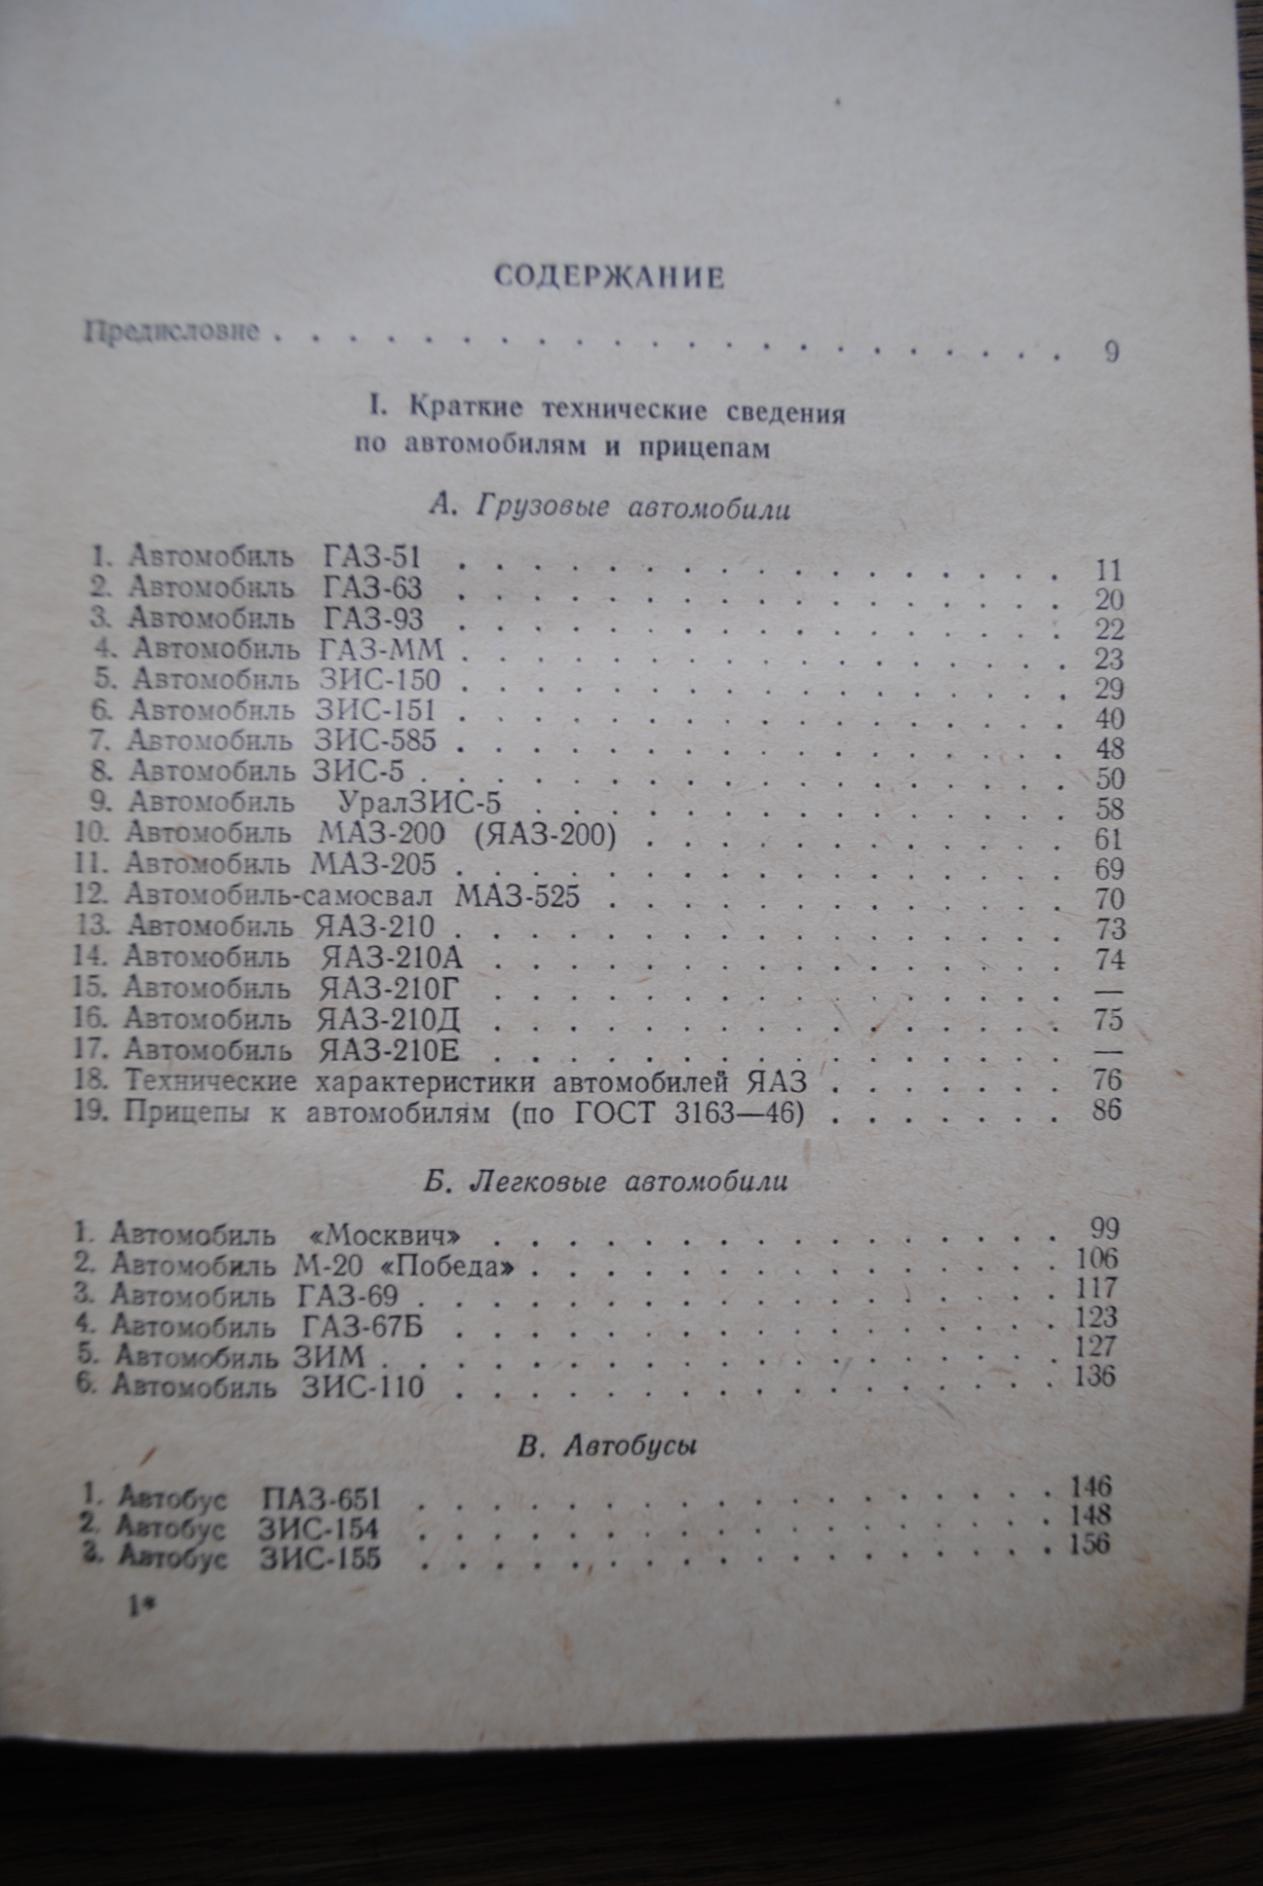 СОДЕРЖАНИЕ
Предисловие . . . . . . . . . . . . . . . . . . . . . 9
I. Краткие технические сведения
по автомобилям и прицепам
А. Грузовые автомобили
1. Автомобиль ГАЗ-51 . . . . . . . . . . . . . . . . 11
2. Автомобиль ГАЗ-63 . . . . . . . . . . . . . . . . 20
3. Автомобиль ГАЗ-93 . . . . . . . . . . . . . . . . 22
4. Автомобиль ГАЗ-ММ . . . . . . . . . . . . . . . . 23
5. Автомобиль ЗИС-150 . . . . . . . . . . . . . . . . 29
6. Автомобиль ЗИС-151 . . . . . . . . . . . . . . . . 40
7. Автомобиль ЗИС-585 . . . . . . . . . . . . . . . . 48
8. Автомобиль ЗИС-5 . . . . . . . . . . . . . . . . . 50
9. Автомобиль УралЗИС-5 . . . . . . . . . . . . . . 58
10. Автомобиль МАЗ-200 (ЯАЗ-200) . . . . . . . . . . . 61
11. Автомобиль МАЗ-205 . . . . . . . . . . . . . . . . 69
12. Автомобиль-самосвал МАЗ-525 . . . . . . . . . . . . 70
13. Автомобиль ЯАЗ-210 . . . . . . . . . . . . . . . . 73
14. Автомобиль ЯАЗ-210А . . . . . . . . . . . . . . . 74
15. Автомобиль ЯАЗ-210Г . . . . . . . . . . . . . . . —
16. Автомобиль ЯАЗ-210Д . . . . . . . . . . . . . . . 75
17. Автомобиль ЯАЗ-210Е . . . . . . . . . . . . . . . —
18. Технические характеристики автомобилей ЯАЗ . . . . . . . 76
19. Прицепы к автомобилям (по ГОСТ 3163—46) . . . . . . . 86
Б. Легковые автомобили
1. Автомобиль «Москвич» . . . . . . . . . . . . . . . 99
2. Автомобиль М-20 «Победа» . . . . . . . . . . . . . . 106
3. Автомобиль ГАЗ-69 . . . . . . . . . . . . . . . . . 117
4. Автомобиль ГАЗ-67Б . . . . . . . . . . . . . . . . 123
5. Автомобиль ЗИМ . . . . . . . . . . . . . . . . . . 127
6. Автомобиль ЗИС-110 . . . . . . . . . . . . . . . . 136
В. Автобусы
1. Автобус ПАЗ-651 . . . . . . . . . . . . . . . . . 146
2. Автобус ЗИС-154 . . . . . . . . . . . . . . . . . 148
3. Автобус ЗИС-155 . . . . . . . . . . . . . . . . . 156
1*